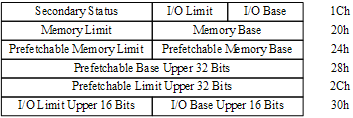 Secondary Status I/O Limit I/O Base 1Ch
Memory Limit Memory Base 20h
Prefetchable Memory Limit Prefetchable Memory Base 24h
Prefetchable Base Upper 32 Bits 28h
Prefetchable Limit Upper 32 Bits 2Ch
I/O Limit Upper 16 Bits I/O Base Upper 16 Bits 30h